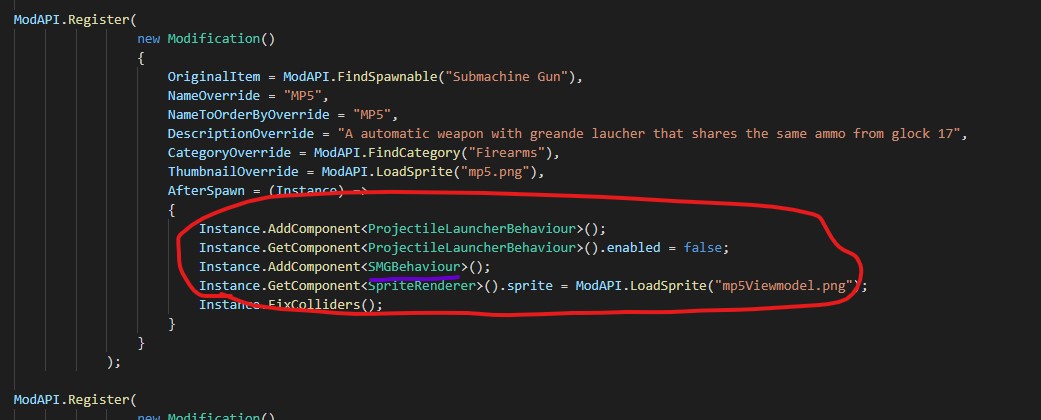 ModAPI.Register(
new Modification()
{
OriginalItem = ModAPI.FindSpawnable("Submachine Gun"),
NameOverride = "MP5",
NameToOrderByOverride = "MP5",
DescriptionOverride = "A automatic weapon with greande laucher that shares the same ammo from glock 17",
CategoryOverride = ModAPI.FindCategory("Firearms"),
ThumbnailOverride = ModAPI.LoadSprite("mp5.png"),
AfterSpawn = (Instance) =>
{
Instance.AddComponent<ProjectileLauncherBehaviour>();
Instance.GetComponent<ProjectileLauncherBehaviour>().enabled = false;
Instance.AddComponent<SMGBehaviour>();
Instance.GetComponent<SpriteRenderer>().sprite = ModAPI.LoadSprite("mp5Viewmodel.png");
Instance.FixColliders();
}
}
);
ModAPI.Register(
new Modification()